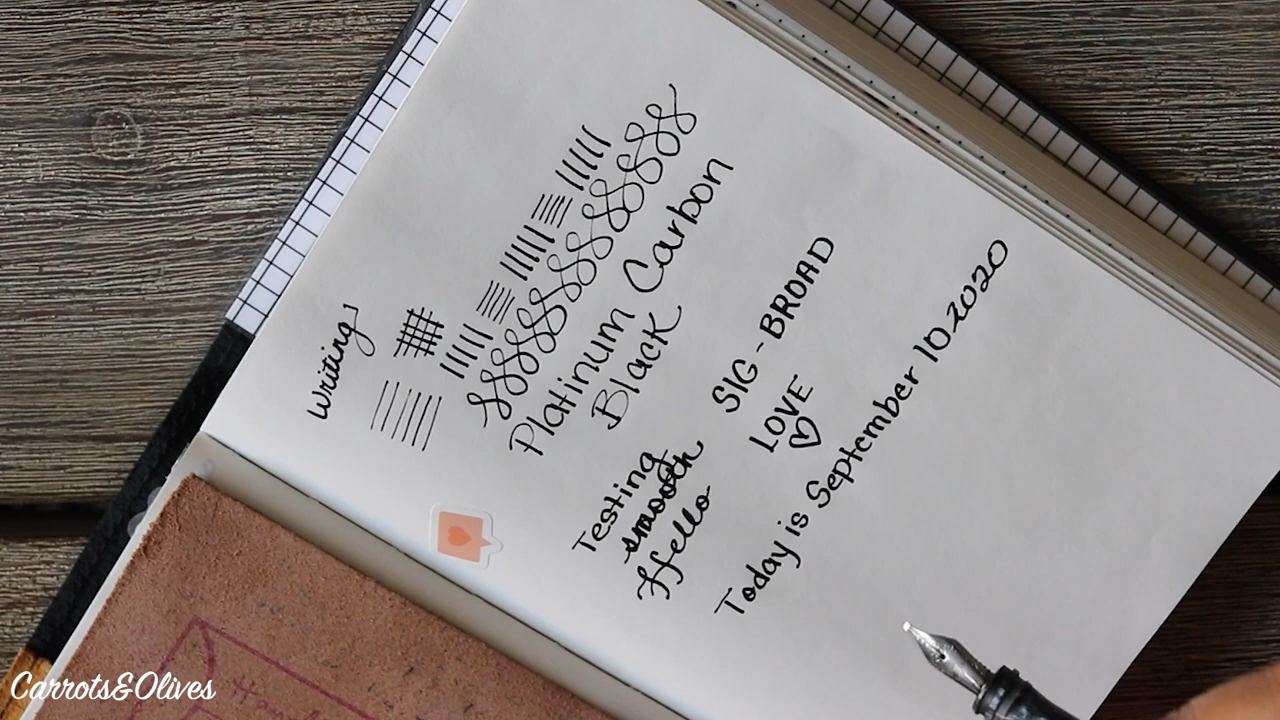 Writing
Platinum Carbon
Black
SIG - BROAD
LOVE
Testing
smooth
Hello
Today is September 10 2020
Carrots&Olives